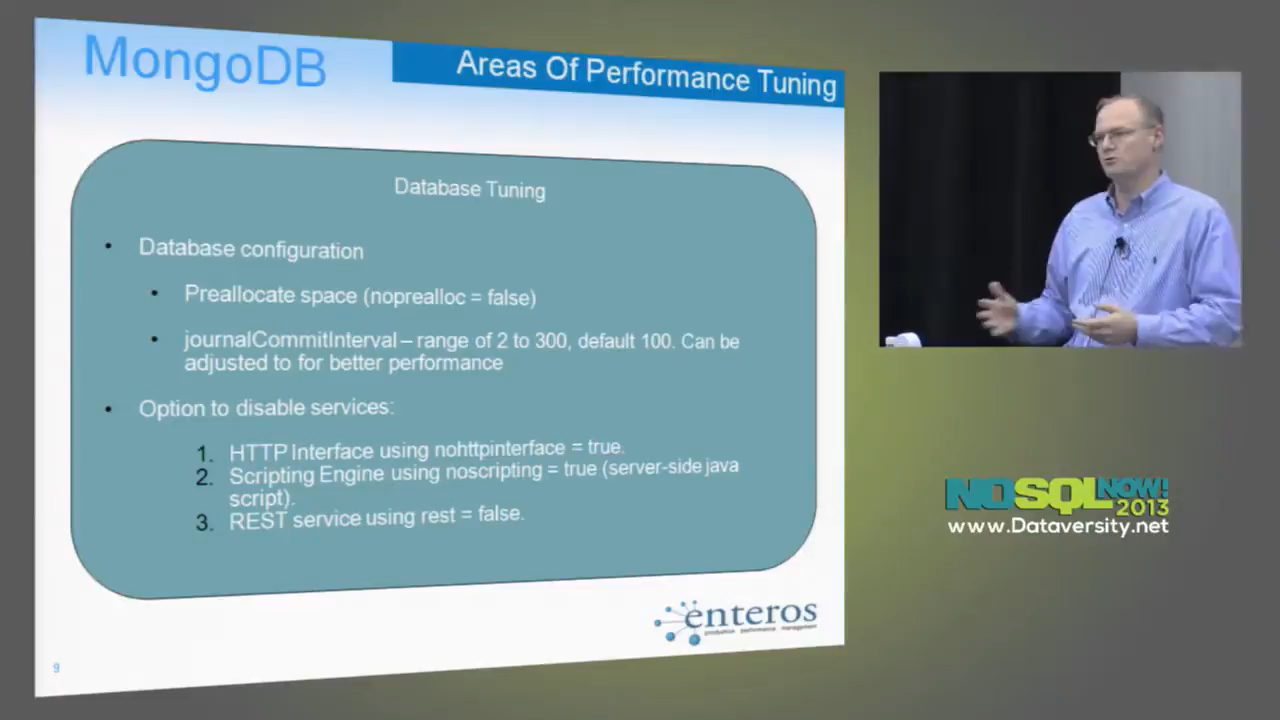 MongoDB
Areas Of Performance Tuning
Database Tuning
• Database configuration
• Preallocate space (noprealloc = false)
• journalCommitInterval – range of 2 to 300, default 100. Can be
adjusted to for better performance
• Option to disable services:
1. HTTP Interface using nohttpinterface = true.
2. Scripting Engine using noscripting = true (server-side java
script).
3. REST service using rest = false.
enteros
production performance management
9
NOSQL NOW!
2013
www.Dataversity.net